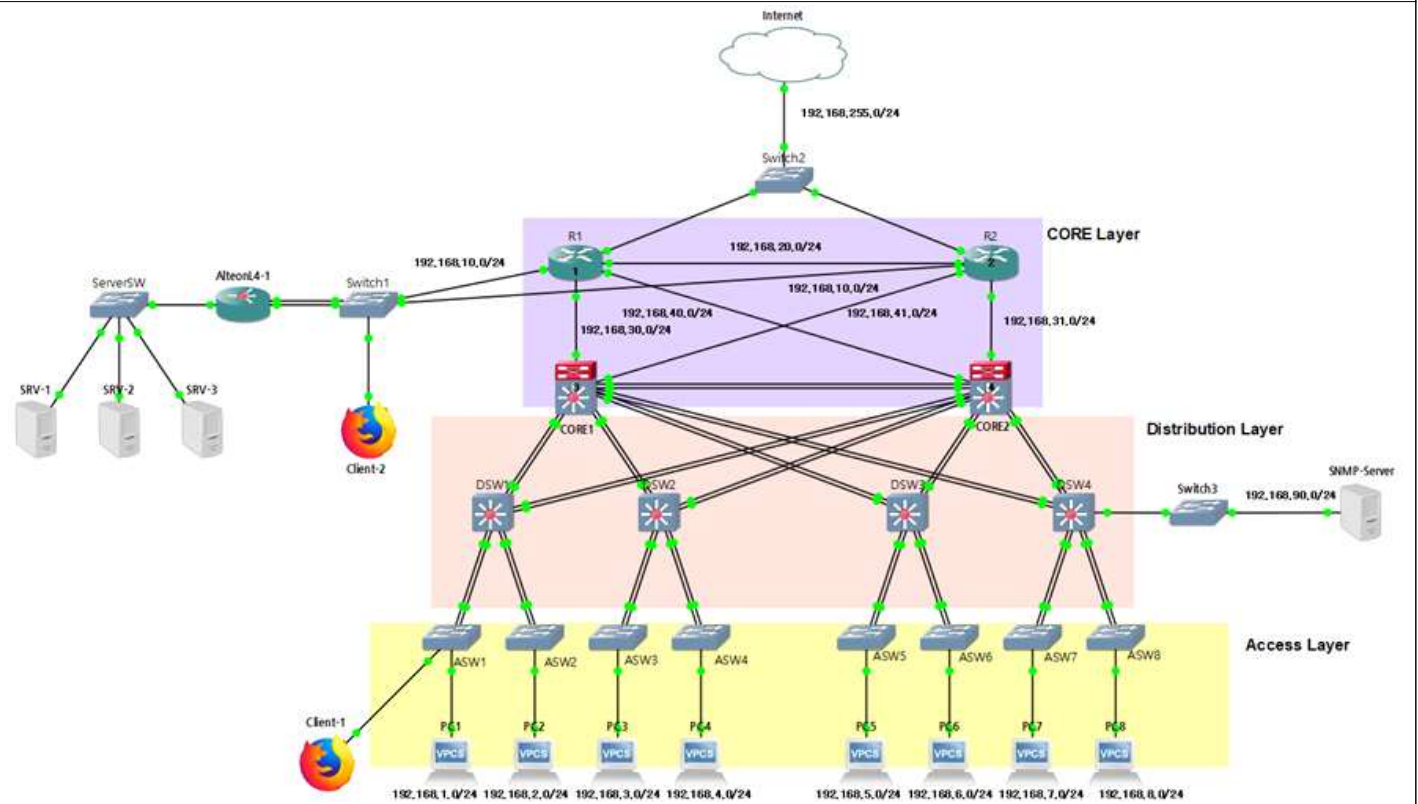 Internet
192,168,255,0/24
Switch2
CORE Layer
R1
R2
192,168,20,0/24
192,168,10,0/24
1
2
ServerSW
AlteonL4-1
Switch1
192,168,10,0/24
192,168,40,0/24
192,168,41,0/24
192,168,31,0/24
192,168,30,0/24
SRV-1
SRV-2
SRV-3
CORE1
CORE2
Client-2
Distribution Layer
DSW1
DSW2
DSW3
DSW4
Switch3
SNMP-Server
192,168,90,0/24
Access Layer
ASW1
ASW2
ASW3
ASW4
ASW5
ASW6
ASW7
ASW8
Client-1
PC1
PC2
PC3
PC4
PC5
PC6
PC7
PC8
VPCS
VPCS
VPCS
VPCS
VPCS
VPCS
VPCS
VPCS
192,168,1,0/24
192,168,2,0/24
192,168,3,0/24
192,168,4,0/24
192,168,5,0/24
192,168,6,0/24
192,168,7,0/24
192,168,8,0/24